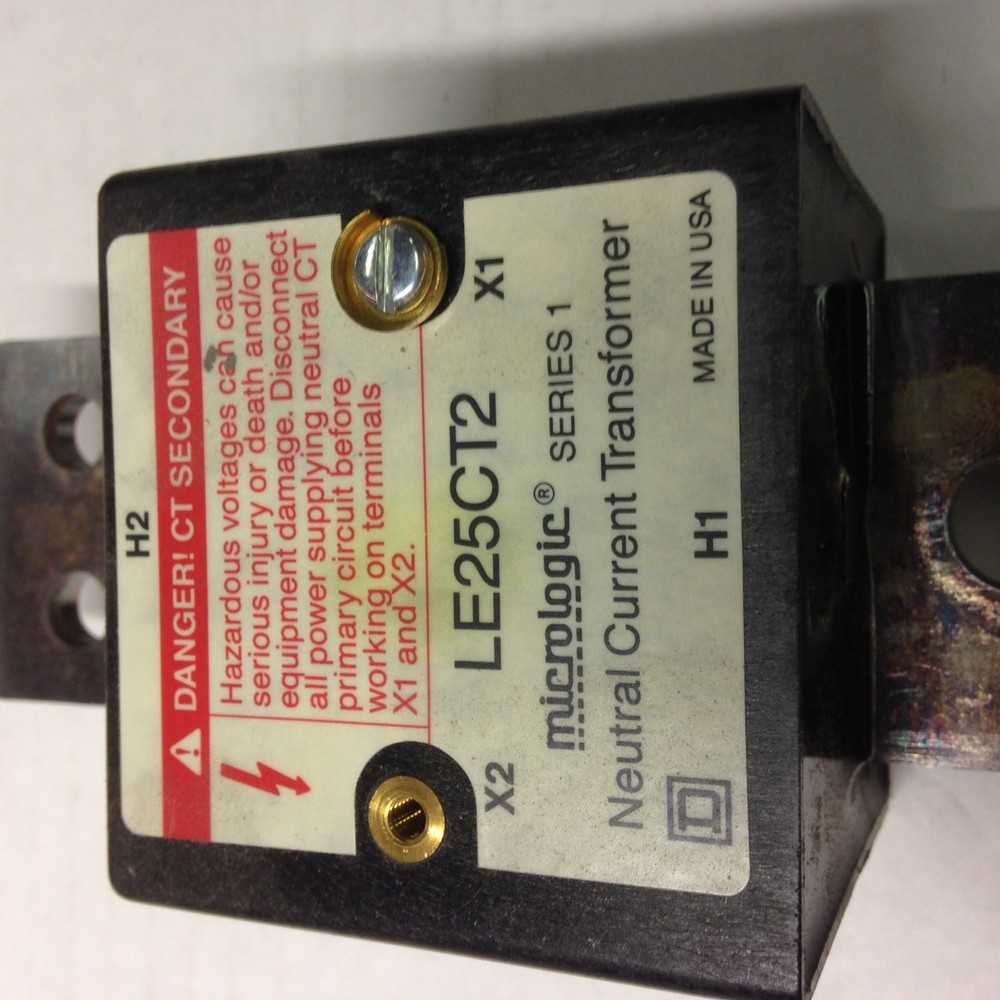 H2
DANGER! CT SECONDARY
Hazardous voltages can cause
serious injury or death and/or
equipment damage. Disconnect
all power supplying neutral CT
primary circuit before
working on terminals
X1 and X2.
X2
X1
LE25CT2
micrologic® SERIES 1
Neutral Current Transformer
H1
MADE IN USA